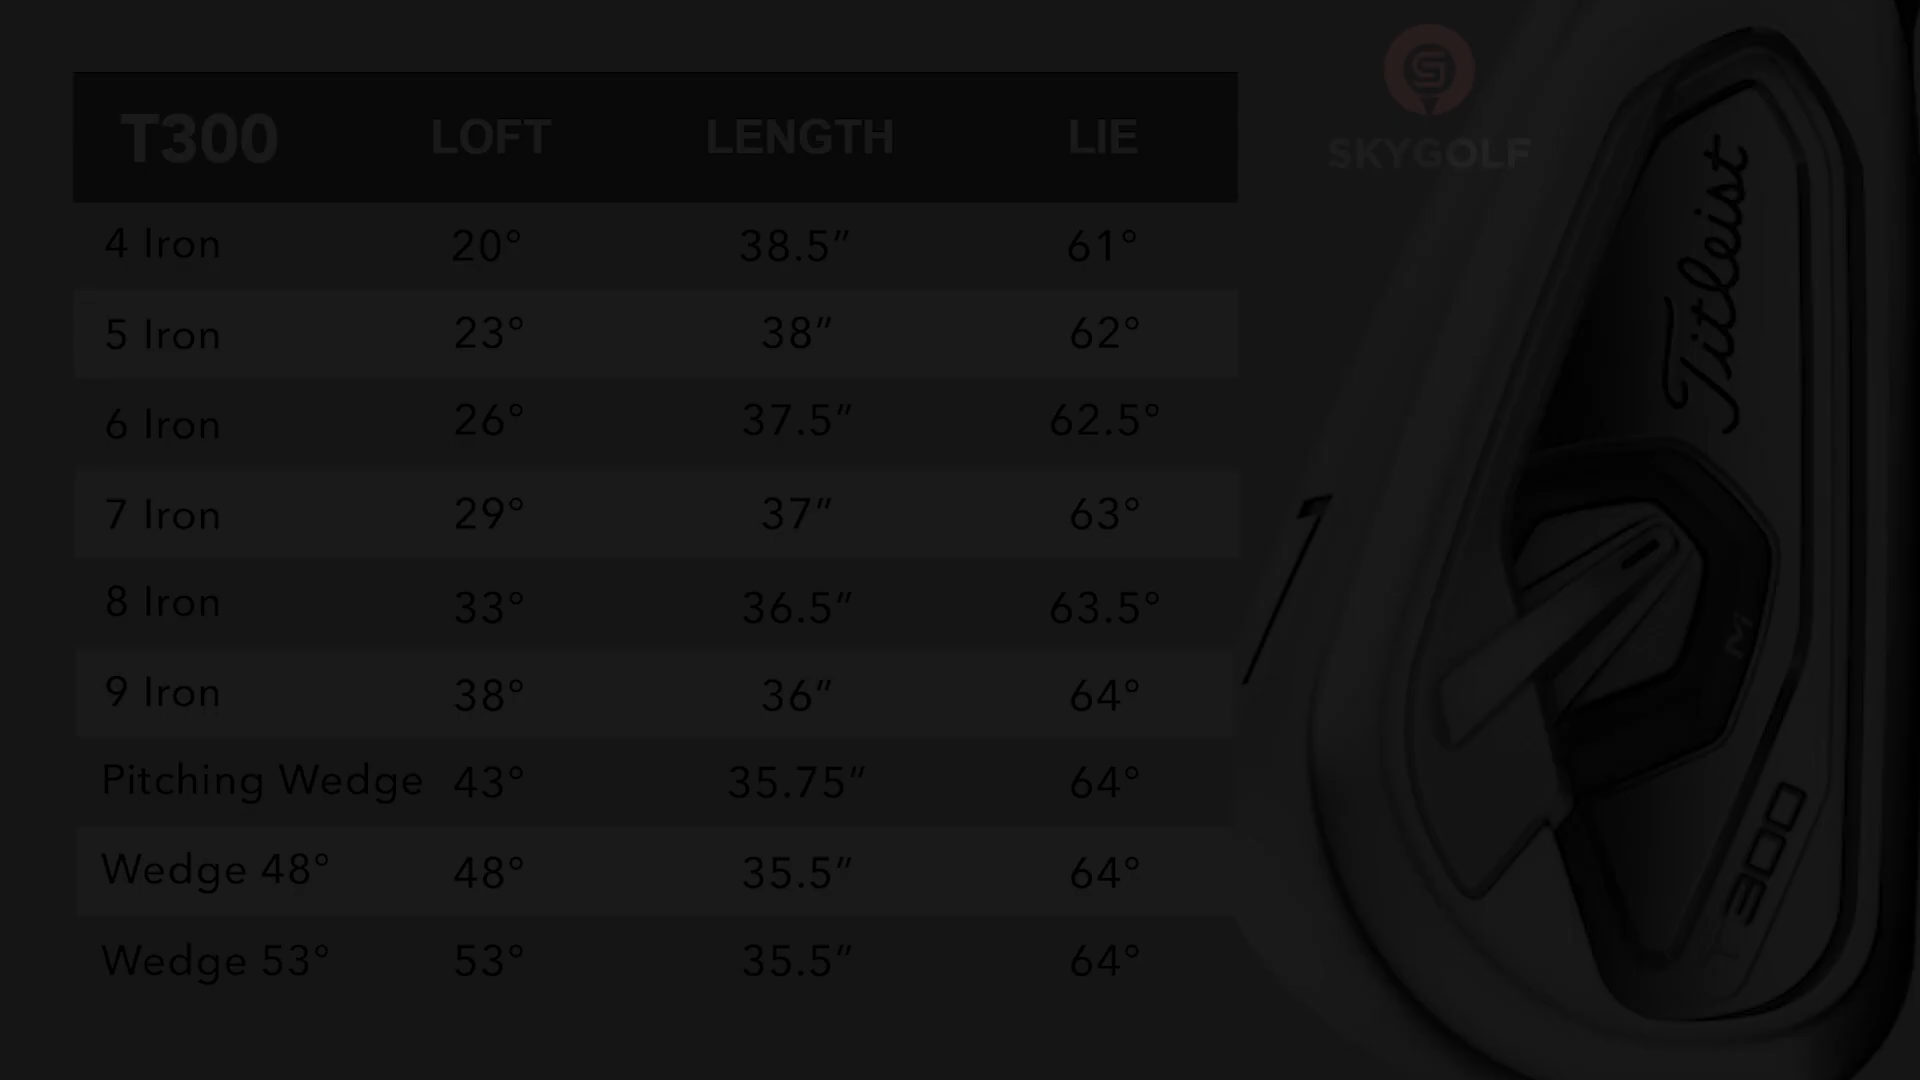 T300 LOFT LENGTH LIE
4 Iron 20° 38.5″ 61°
5 Iron 23° 38″ 62°
6 Iron 26° 37.5″ 62.5°
7 Iron 29° 37″ 63°
8 Iron 33° 36.5″ 63.5°
9 Iron 38° 36″ 64°
Pitching Wedge 43° 35.75″ 64°
Wedge 48° 48° 35.5″ 64°
Wedge 53° 53° 35.5″ 64°
SKYGOLF
Titleist
7
M
T300